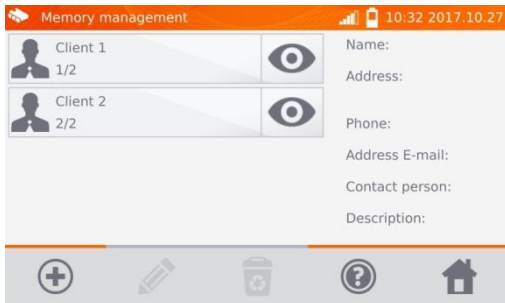 Memory management
10:32 2017.10.27
Client 1
1/2
Client 2
2/2
Name:
Address:
Phone:
Address E-mail:
Contact person:
Description:
?